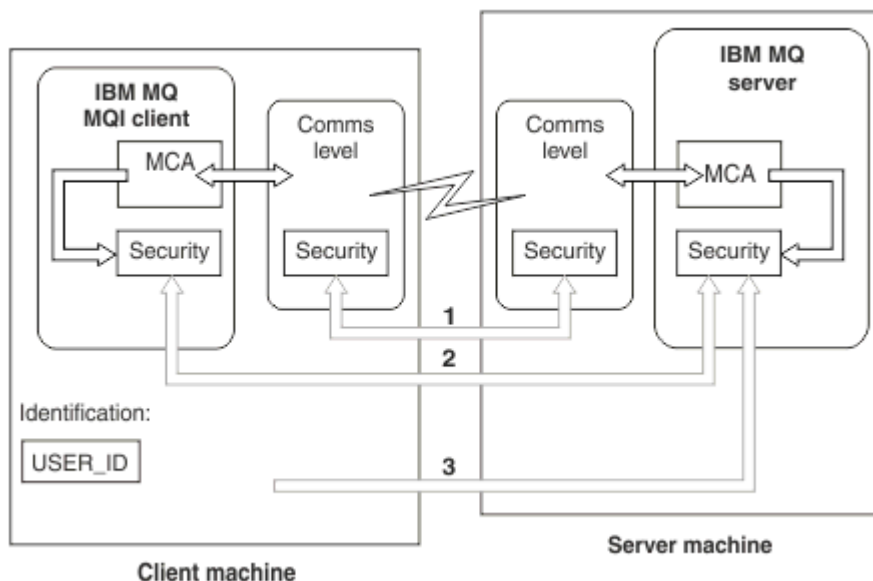 IBM MQ
MQI client
MCA
Security
Comms
level
Security
Comms
level
Security
IBM MQ
server
MCA
Security
1
2
3
Identification:
USER_ID
Client machine
Server machine